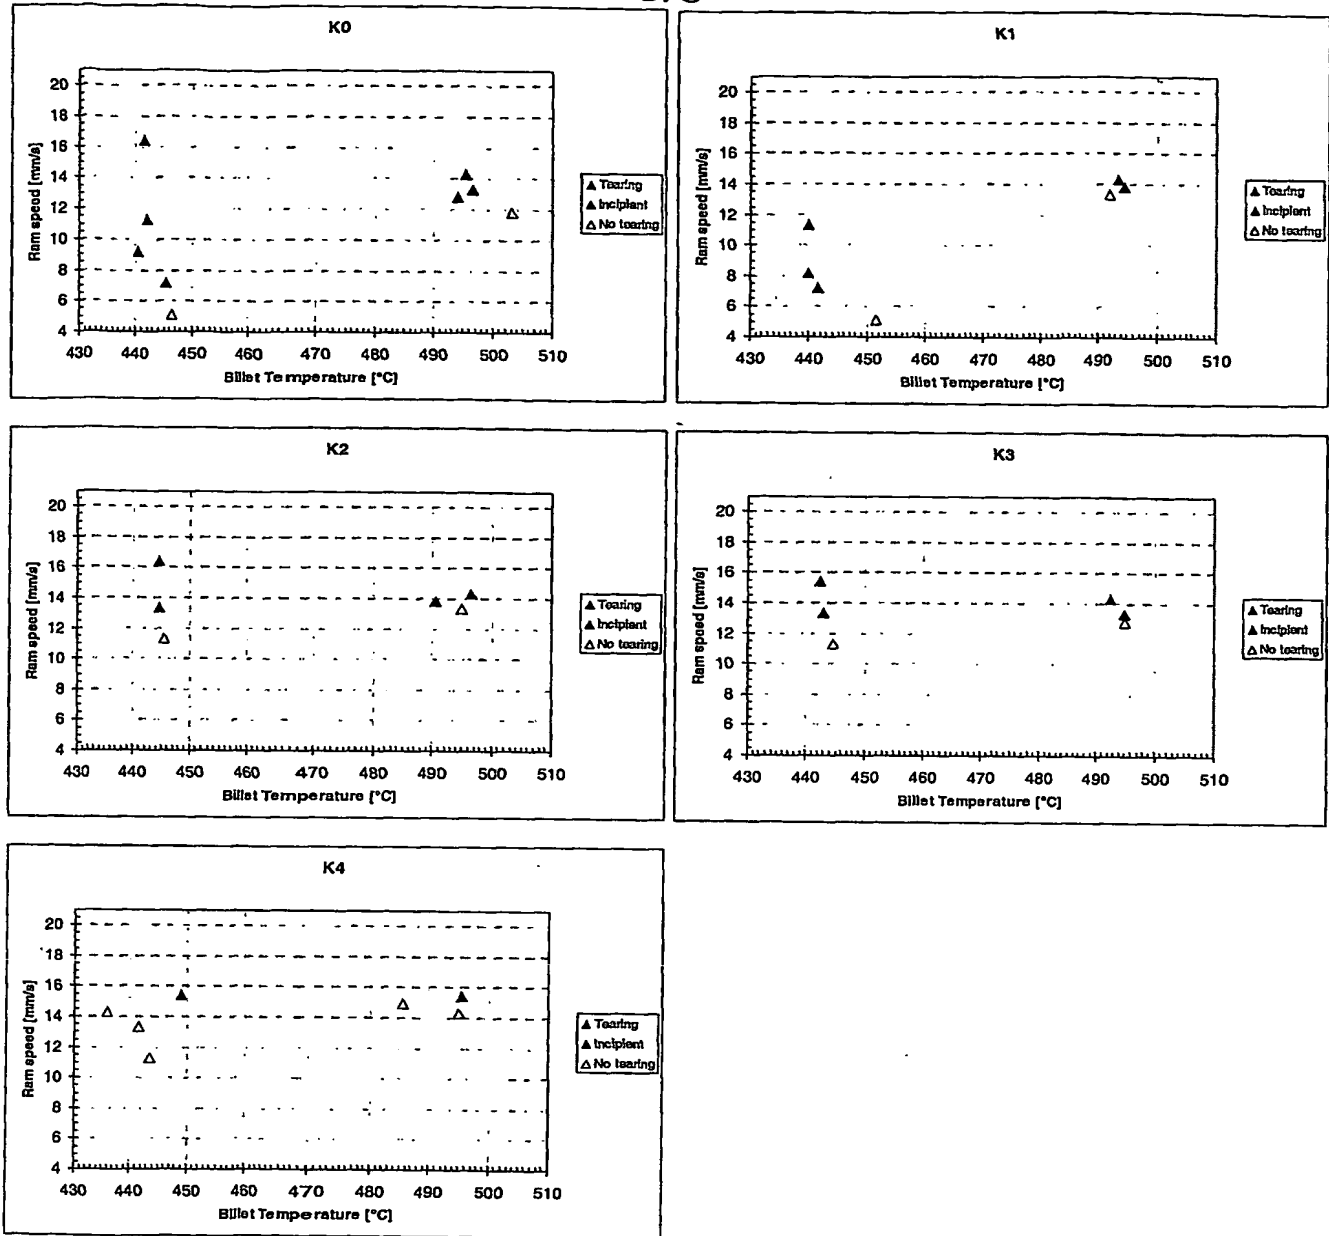 K0
20
18
16
14
12
10
8
6
4
Ram speed [mm/s]
430 440 450 460 470 480 490 500 510
Billet Temperature [°C]
▲ Tearing
▲ Incipient
△ No tearing
K1
20
18
16
14
12
10
8
6
4
Ram speed [mm/s]
430 440 450 460 470 480 490 500 510
Billet Temperature [°C]
▲ Tearing
▲ Incipient
△ No tearing
K2
20
18
16
14
12
10
8
6
4
Ram speed [mm/s]
430 440 450 460 470 480 490 500 510
Billet Temperature [°C]
▲ Tearing
▲ Incipient
△ No tearing
K3
20
18
16
14
12
10
8
6
4
Ram speed [mm/s]
430 440 450 460 470 480 490 500 510
Billet Temperature [°C]
▲ Tearing
▲ Incipient
△ No tearing
K4
20
18
16
14
12
10
8
6
4
Ram speed [mm/s]
430 440 450 460 470 480 490 500 510
Billet Temperature [°C]
▲ Tearing
▲ Incipient
△ No tearing